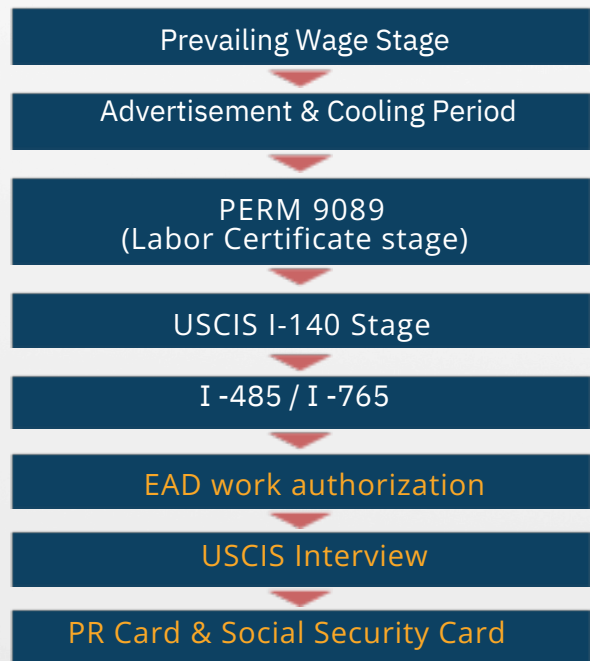 Prevailing Wage Stage
Advertisement & Cooling Period
PERM 9089
(Labor Certificate stage)
USCIS I-140 Stage
I -485 / I -765
EAD work authorization
USCIS Interview
PR Card & Social Security Card